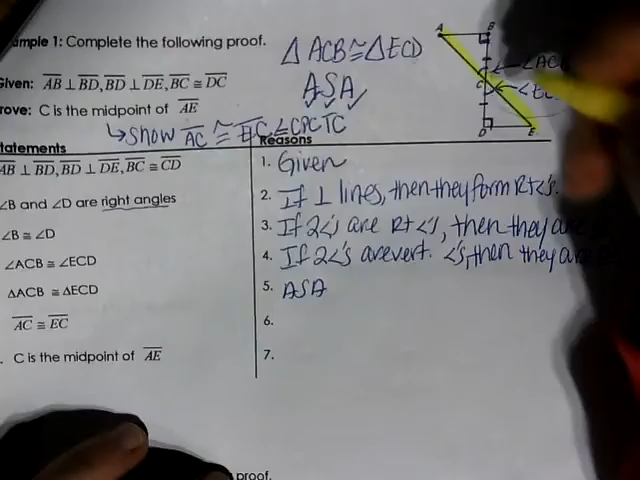 ample 1: Complete the following proof.
△ACB ≅ △ECD
Given: AB ⊥ BD, BD ⊥ DE, BC ≅ DC
ASA
rove: C is the midpoint of AE
↳ show AC ≅ EC CPCTC
tatements Reasons
AB ⊥ BD, BD ⊥ DE, BC ≅ CD 1. Given
∠B and ∠D are right angles 2. If ⊥ lines, then they form Rt ∠'s.
∠B ≅ ∠D 3. If 2∠'s are Rt ∠'s, then they are
∠ACB ≅ ∠ECD 4. If 2∠'s are vert. ∠'s, then they are
△ACB ≅ △ECD 5. ASA
AC ≅ EC 6.
. C is the midpoint of AE 7.
A B
∠AC
C
∠EC
D E
proof.